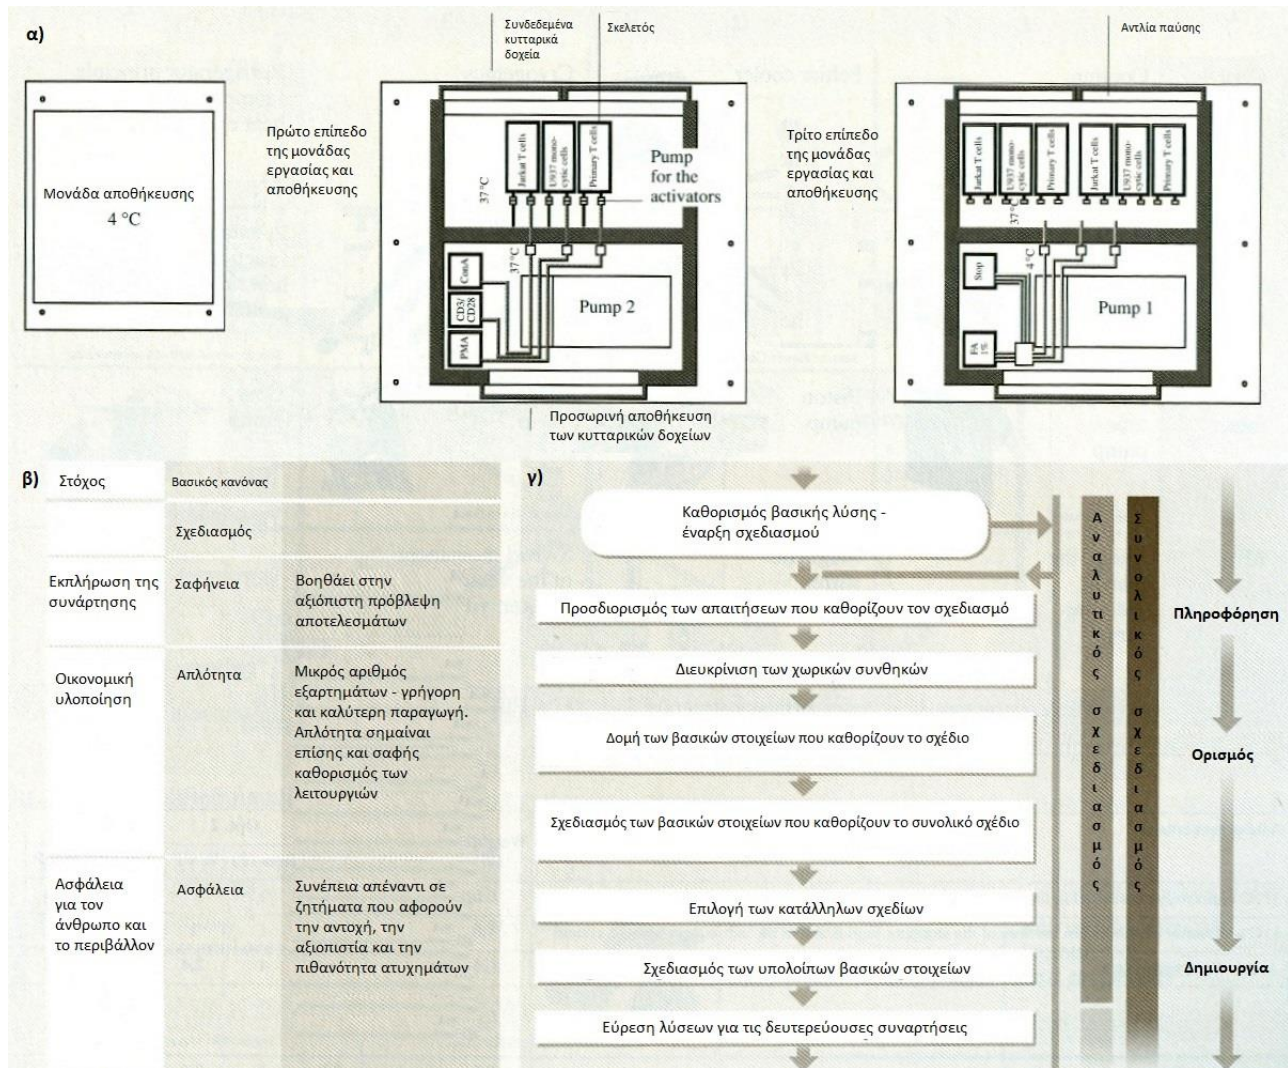 α)
Συνδεδεμένα
κυτταρικά
δοχεία
Σκελετός
Αντλία παύσης
Μονάδα αποθήκευσης
4 °C
Πρώτο επίπεδο
της μονάδας
εργασίας και
αποθήκευσης
37 °C
Jarkat T cells
U937 mono-
cytic cells
Primary T cells
Pump
for the
activators
37 °C
ConA
CD3/
CD28
PMA
Pump 2
Προσωρινή αποθήκευση
των κυτταρικών δοχείων
Τρίτο επίπεδο
της μονάδας
εργασίας και
αποθήκευσης
Jarkat T cells
U937 mono-
cytic cells
Primary T cells
Jarkat T cells
U937 mono-
cytic cells
Primary T cells
37 °C
4 °C
Stop
FA
1%
Pump 1
β)
Στόχος
Βασικός κανόνας
Σχεδιασμός
Εκπλήρωση της
συνάρτησης
Σαφήνεια
Βοηθάει στην
αξιόπιστη πρόβλεψη
αποτελεσμάτων
Οικονομική
υλοποίηση
Απλότητα
Μικρός αριθμός
εξαρτημάτων - γρήγορη
και καλύτερη παραγωγή.
Απλότητα σημαίναι
επίσης και σαφής
καθορισμός των
λειτουργιών
Ασφάλεια
για τον
άνθρωπο και
το περιβάλλον
Ασφάλεια
Συνέπεια απέναντι σε
ζητήματα που αφορούν
την αντοχή, την
αξιοπιστία και την
πιθανότητα ατυχημάτων
γ)
Καθορισμός βασικής λύσης -
έναρξη σχεδιασμού
Προσδιορισμός των απαιτήσεων που καθορίζουν τον σχεδιασμό
Διευκρίνιση των χωρικών συνθηκών
Δομή των βασικών στοιχείων που καθορίζουν το σχέδιο
Σχεδιασμός των βασικών στοιχείων που καθορίζουν το συνολικό σχέδιο
Επιλογή των κατάλληλων σχεδίων
Σχεδιασμός των υπολοίπων βασικών στοιχείων
Εύρεση λύσεων για τις δευτερεύουσες συναρτήσεις
Αναλυτικός σχεδιασμός
Συνολικός σχεδιασμός
Πληροφόρηση
Ορισμός
Δημιουργία